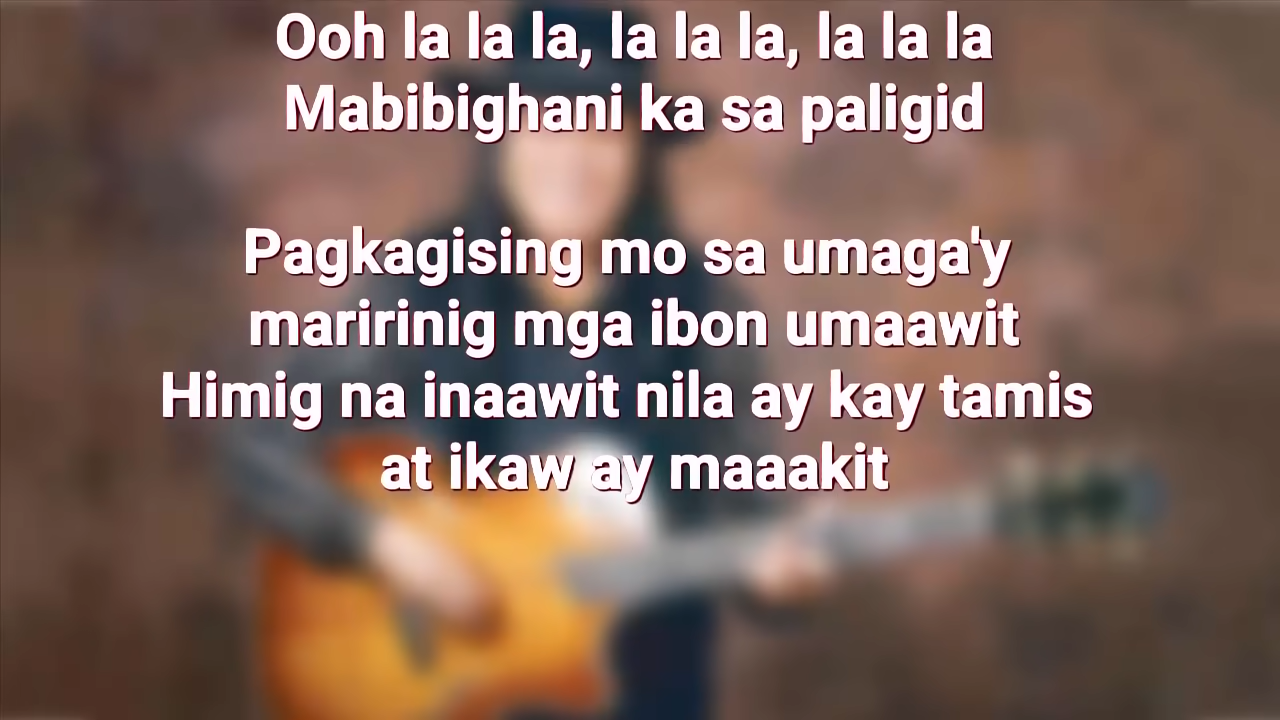 Ooh la la la, la la la, la la la
Mabibighani ka sa paligid
Pagkagising mo sa umaga'y
maririnig mga ibon umaawit
Himig na inaawit nila ay kay tamis
at ikaw ay maaakit